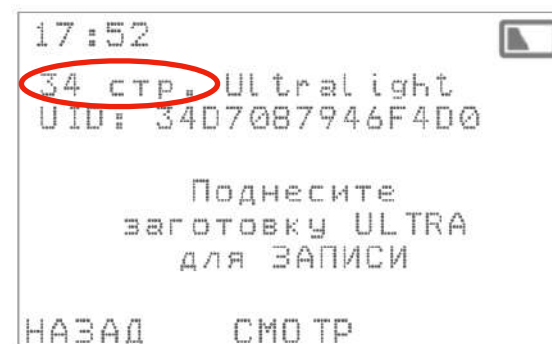 17:52
34 стр. UltraLight
UID: 34D7087946F4D0
Поднесите
заготовку ULTRA
для ЗАПИСИ
НАЗАД СМОТР